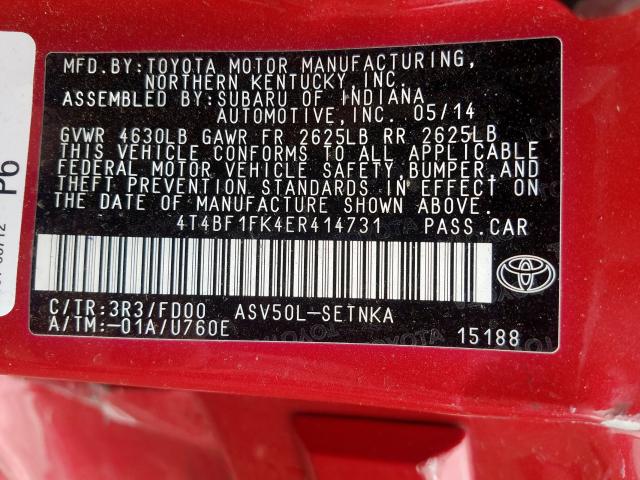 MFD.BY:TOYOTA MOTOR MANUFACTURING,
NORTHERN KENTUCKY, INC.
ASSEMBLED BY:SUBARU OF INDIANA
AUTOMOTIVE,INC. 05/14
GVWR 4630LB GAWR FR 2625LB RR 2625LB
THIS VEHICLE CONFORMS TO ALL APPLICABLE
FEDERAL MOTOR VEHICLE SAFETY,BUMPER,AND
THEFT PREVENTION STANDARDS IN EFFECT ON
THE DATE OF MANUFACTURE SHOWN ABOVE.
4T4BF1FK4ER414731 PASS.CAR
C/TR:3R3/FD00 ASV50L-SETNKA
A/TM:-01A/U760E 15188
P6